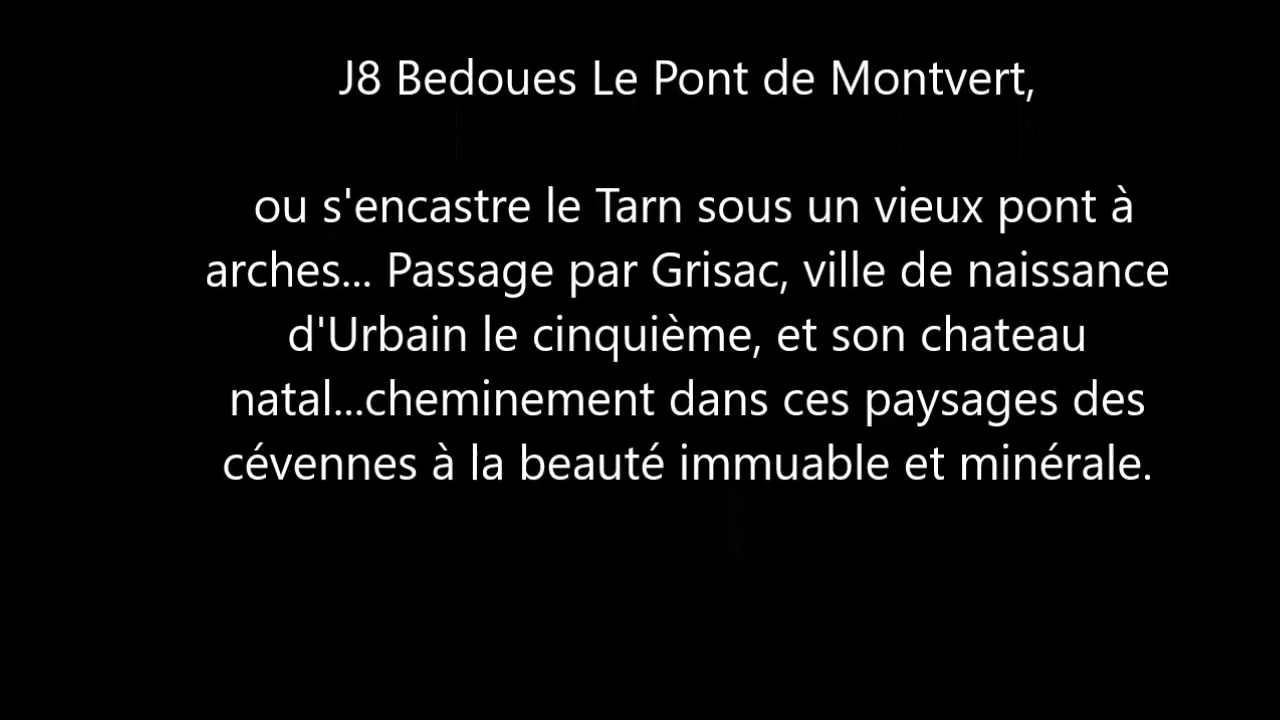 J8 Bedoues Le Pont de Montvert,
ou s'encastre le Tarn sous un vieux pont à
arches... Passage par Grisac, ville de naissance
d'Urbain le cinquième, et son chateau
natal...cheminement dans ces paysages des
cévennes à la beauté immuable et minérale.